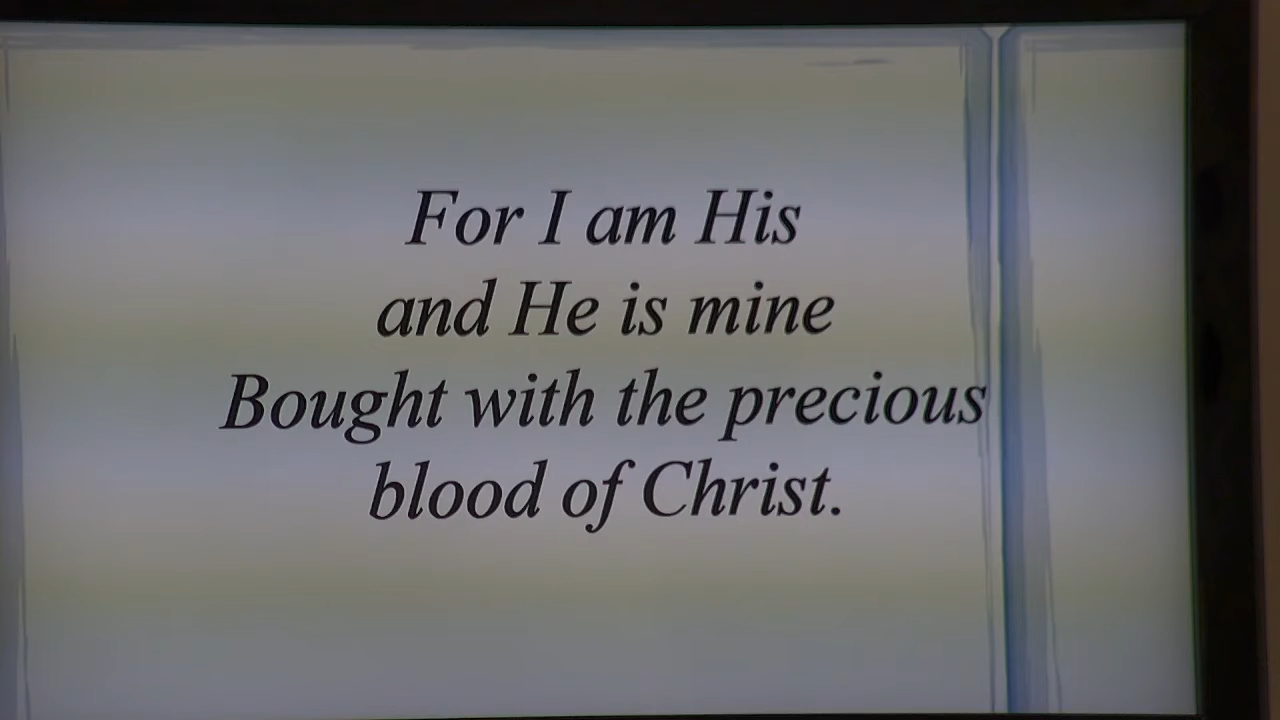 For I am His
and He is mine
Bought with the precious
blood of Christ.